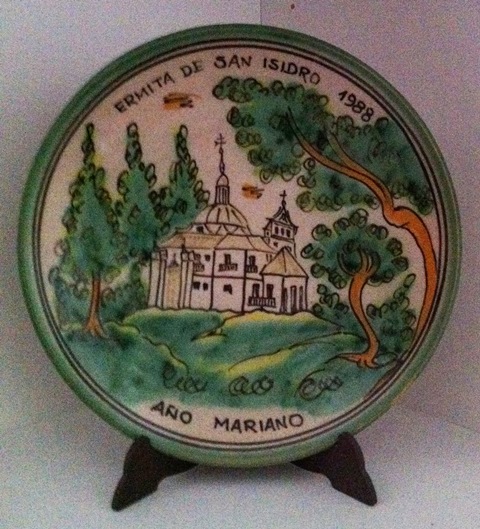 ERMITA DE SAN ISIDRO 1988
AÑO MARIANO